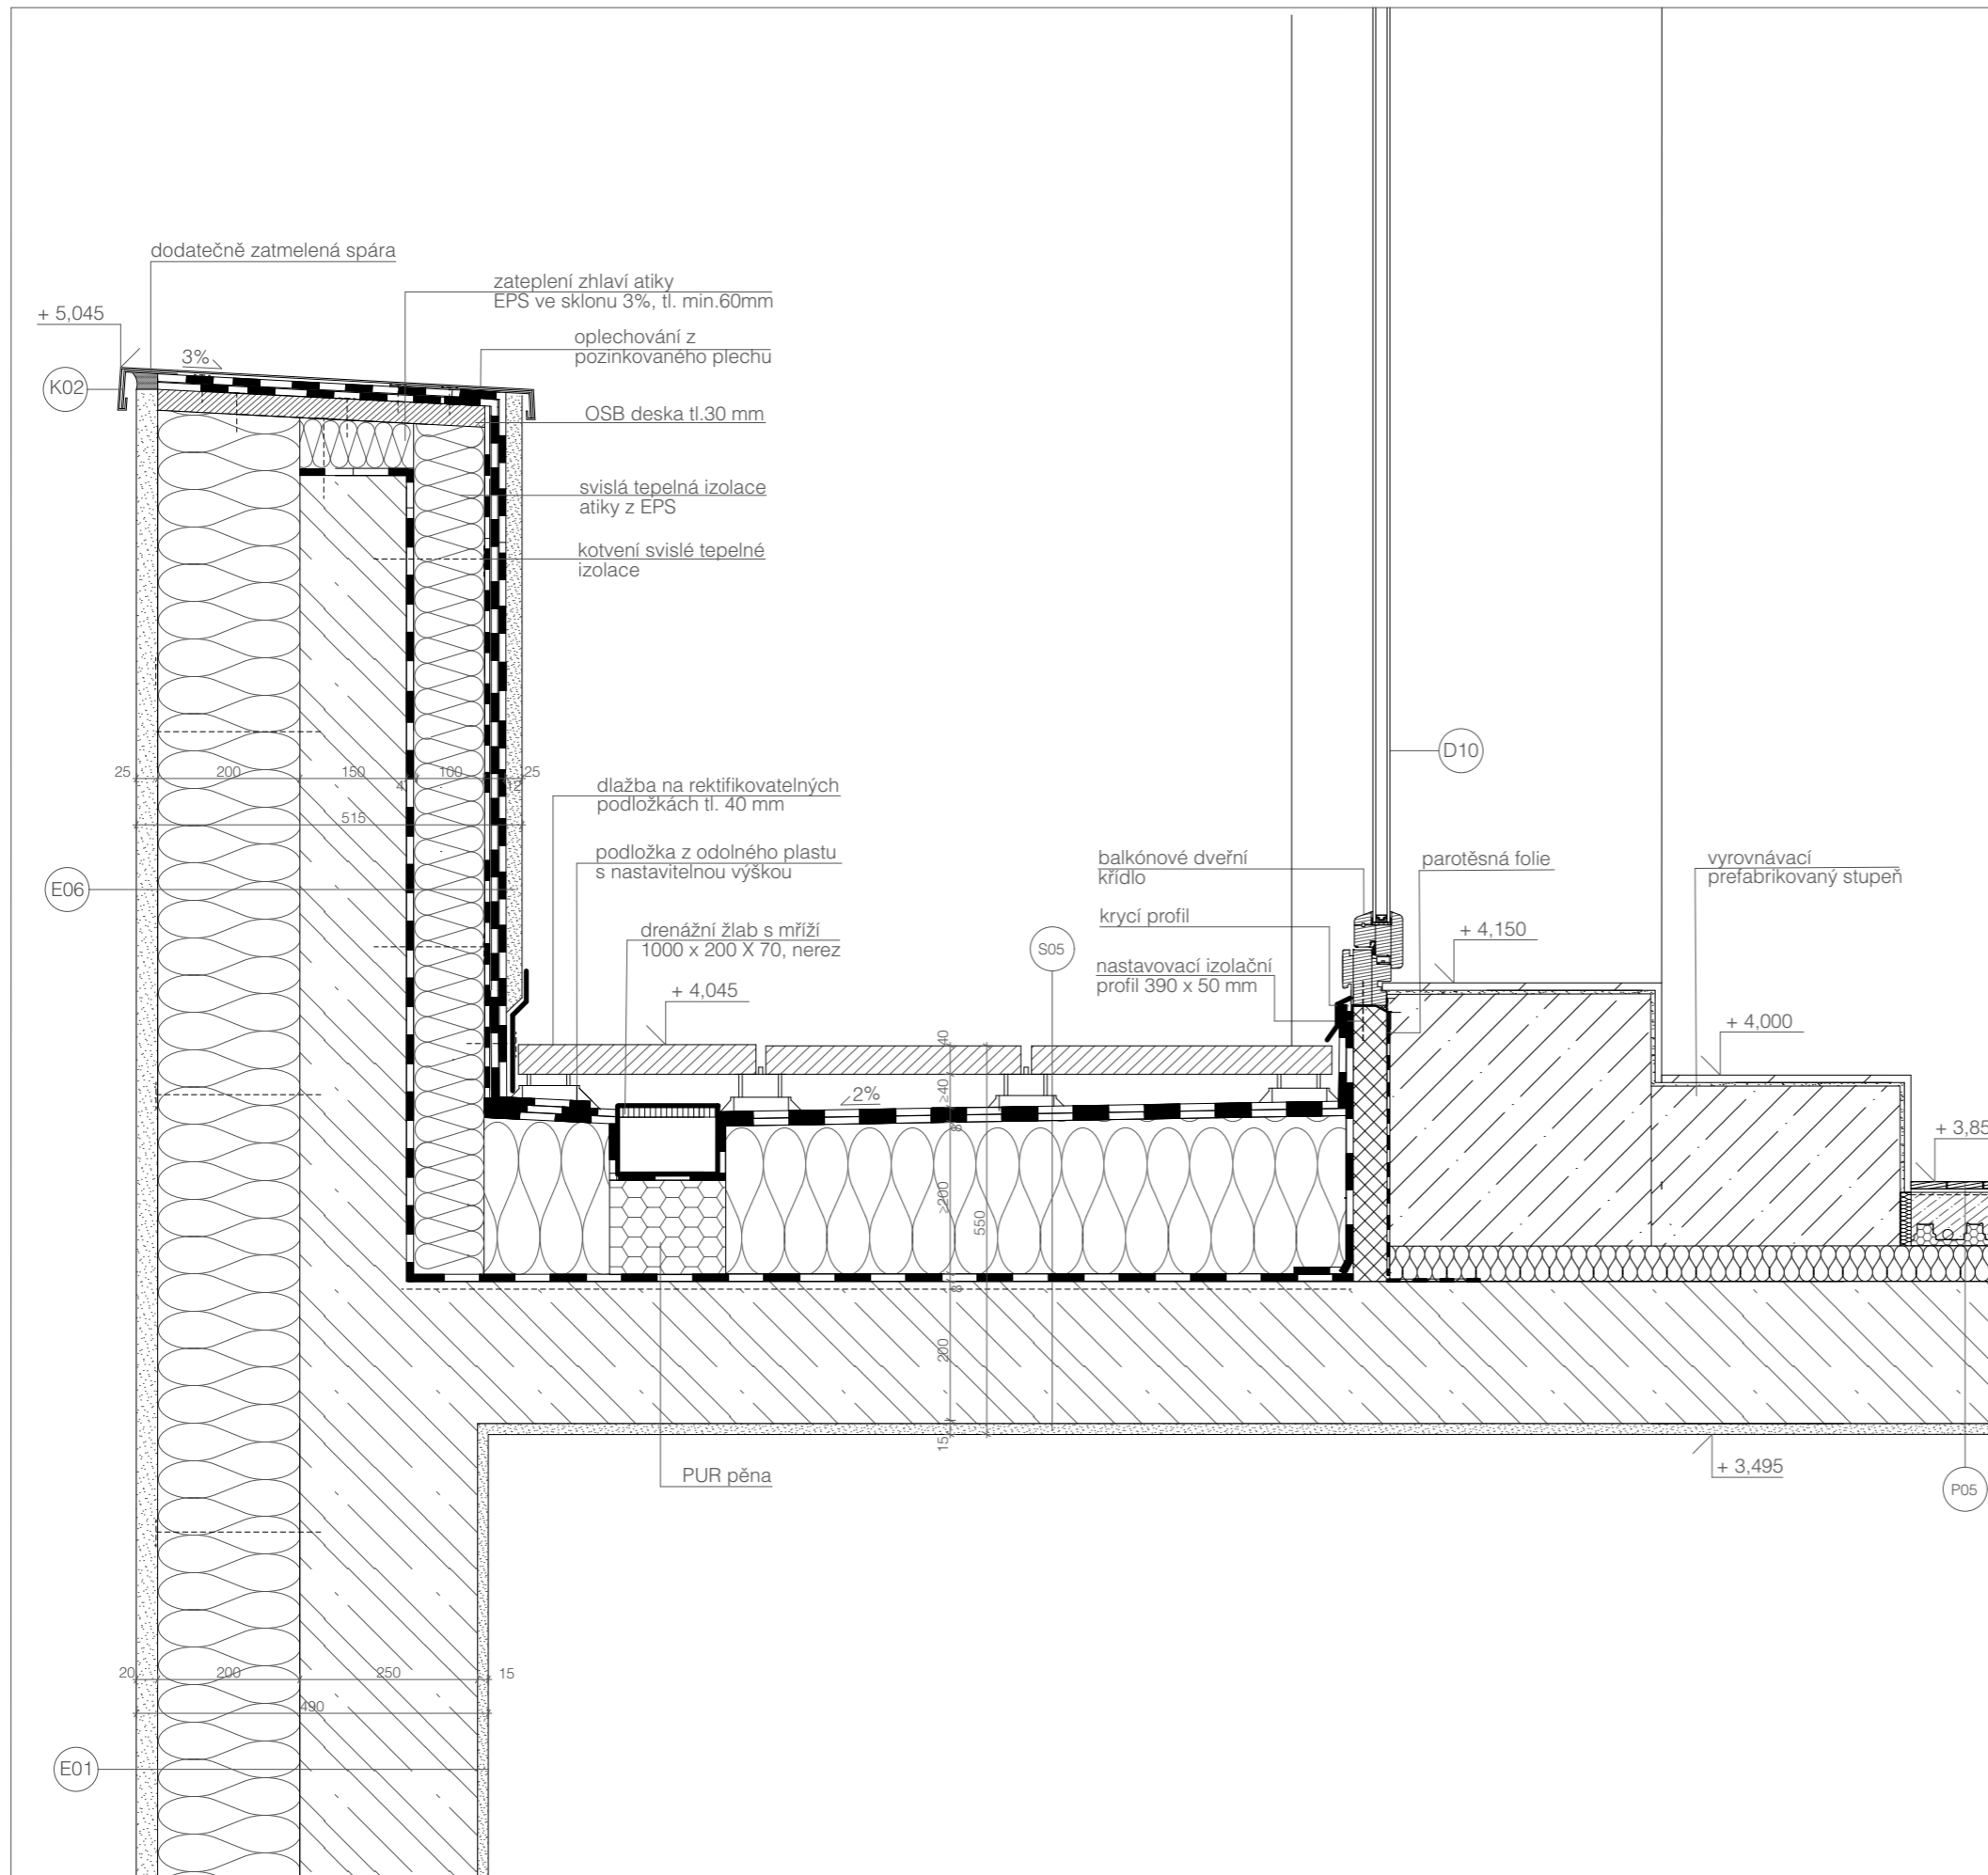 dodatečně zatmelená spára
zateplení zhlaví atiky
EPS ve sklonu 3%, tl. min.60mm
+ 5,045
oplechování z
pozinkovaného plechu
3%
K02
OSB deska tl.30 mm
svislá tepelná izolace
atiky z EPS
kotvení svislé tepelné
izolace
D10
25
200
150
4
100
12
25
515
dlažba na rektifikovatelných
podložkách tl. 40 mm
podložka z odolného plastu
s nastavitelnou výškou
E06
drenážní žlab s mříží
1000 x 200 X 70, nerez
+ 4,045
S05
balkónové dveřní
křídlo
krycí profil
nastavovací izolační
profil 390 x 50 mm
parotěsná folie
vyrovnávací
prefabrikovaný stupeň
+ 4,150
+ 4,000
+ 3,85
2%
40
≥40
8
≥200
550
8
200
15
PUR pěna
+ 3,495
P05
20
200
250
15
490
E01